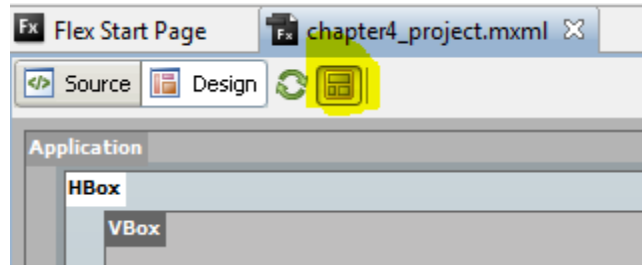 Fx Flex Start Page Fx chapter4_project.mxml
</> Source Design
Application
HBox
VBox